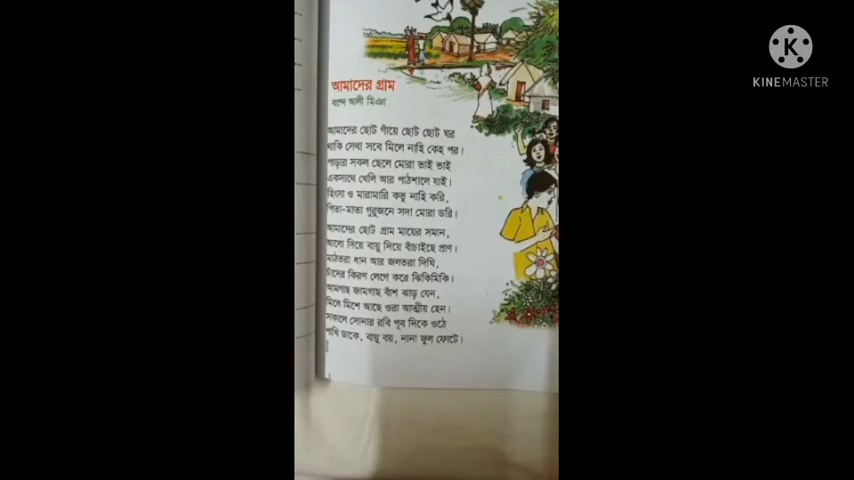 আমাদের গ্রাম
বন্দে আলী মিঞা
আমাদের ছোট গাঁয়ে ছোট ছোট ঘর
থাকি সেথা সবে মিলে নাহি কেহ পর।
পাড়ার সকল ছেলে মোরা ভাই ভাই
একসাথে খেলি আর পাঠশালে যাই।
হিংসা ও মারামারি কভু নাহি করি,
পিতা-মাতা গুরুজনে সদা মোরা ডরি।
আমাদের ছোট গ্রাম মায়ের সমান,
আলো দিয়ে বায়ু দিয়ে বাঁচাইছে প্রাণ।
মাঠভরা ধান আর জলভরা দিঘি,
চাঁদের কিরণ লেগে করে ঝিকিমিকি।
আমগাছ জামগাছ বাঁশ ঝাড় যেন,
মিলে মিশে আছে ওরা আত্মীয় হেন।
সকালে সোনার রবি পূব দিকে ওঠে
পাখি ডাকে, বায়ু বয়, নানা ফুল ফোটে।
K
KINEMASTER